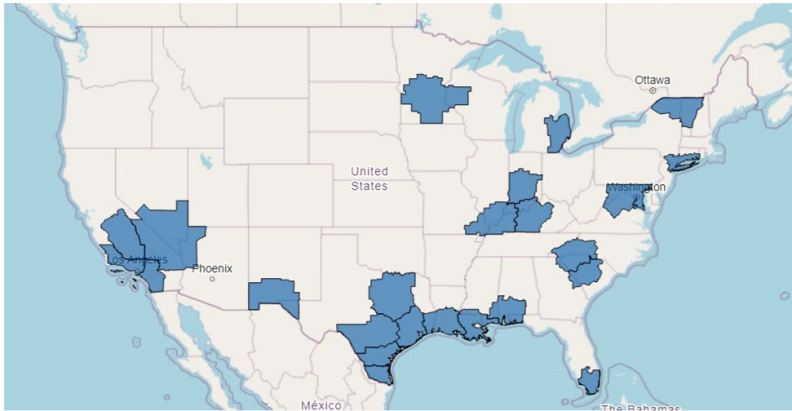 Ottawa
United
States
Washington
Los Angeles
Phoenix
México
The Bahamas